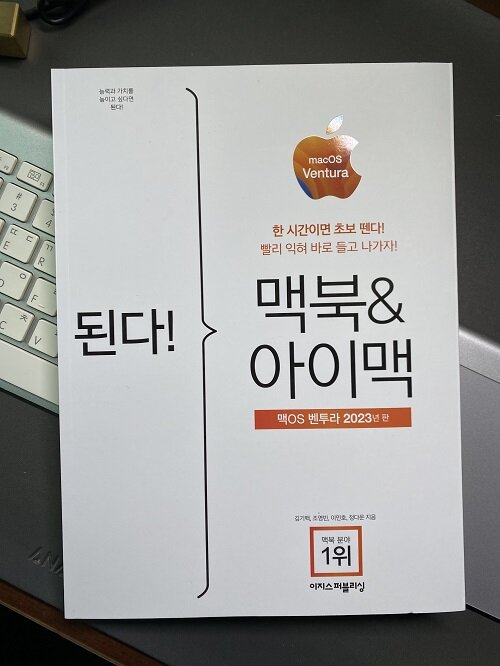 능력과 가치를
높이고 싶다면
된다!
macOS
Ventura
한 시간이면 초보 뗀다!
빨리 익혀 바로 들고 나가자!
된다!
맥북&
아이맥
맥OS 벤투라 2023년 판
김기백, 조명빈, 이민호, 정다운 지음
맥북 분야
1위
이지스 퍼블리싱
#
3
$
4
E
R
D
F
C